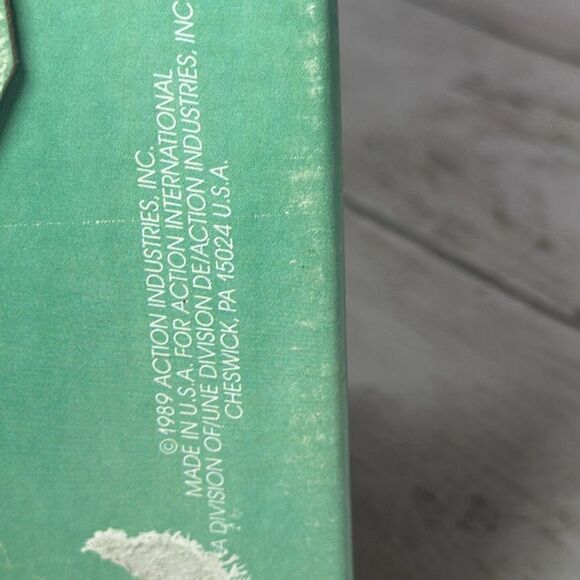 ©1989 ACTION INDUSTRIES, INC.
MADE IN U.S.A. FOR ACTION INTERNATIONAL
A DIVISION OF/UNE DIVISION DE/ACTION INDUSTRIES, INC
CHESWICK, PA 15024 U.S.A.